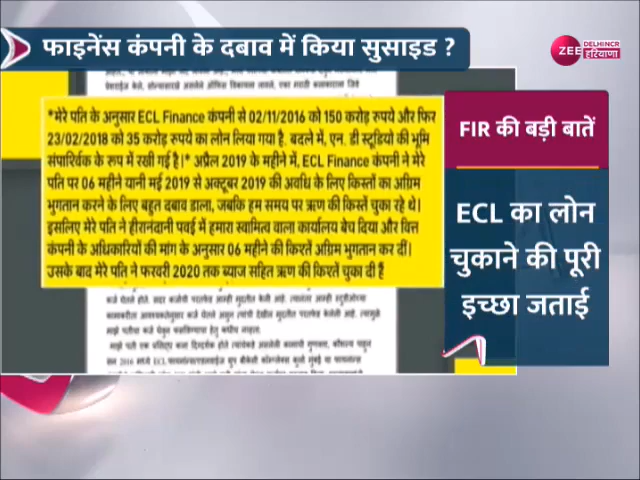 फाइनेंस कंपनी के दबाव में किया सुसाइड ?
ZEE
DELHI NCR
हरियाणा
*मेरे पति के अनुसार ECL Finance कंपनी से 02/11/2016 को 150 करोड़ रुपये और फिर
23/02/2018 को 35 करोड़ रुपये का लोन लिया गया है. बदले में, एन. डी स्टूडियो की भूमि
संपार्श्विक के रूप में रखी गई है।* अप्रैल 2019 के महीने में, ECL Finance कंपनी ने मेरे
पति पर 06 महीने यानी मई 2019 से अक्टूबर 2019 की अवधि के लिए किस्तों का अग्रिम
भुगतान करने के लिए बहुत दबाव डाला, जबकि हम समय पर ऋण की किस्तें चुका रहे थे।
इसलिए मेरे पति ने हीरानंदानी पवई में हमारा स्वामित्व वाला कार्यालय बेच दिया और वित्त
कंपनी के अधिकारियों की मांग के अनुसार 06 महीने की किश्तें अग्रिम भुगतान कर दीं।
उसके बाद मेरे पति ने फरवरी 2020 तक ब्याज सहित ऋण की किश्तें चुका दी हैं
FIR की बड़ी बातें
ECL का लोन
चुकाने की पूरी
इच्छा जताई